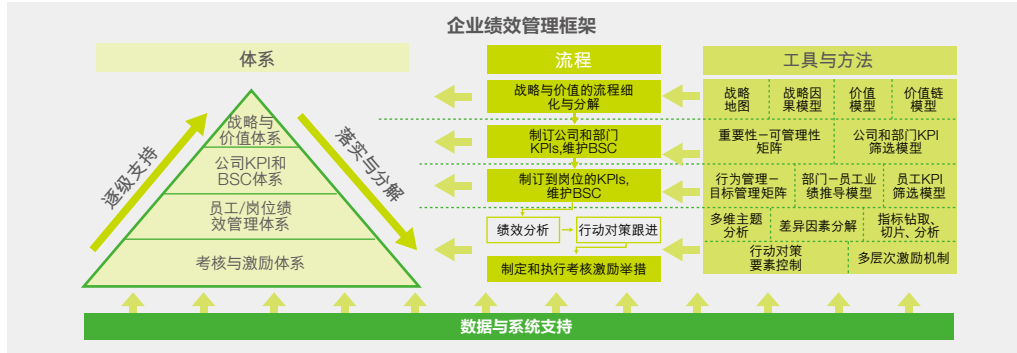 企业绩效管理框架
体系
战略与
价值体系
公司KPI和
BSC体系
员工/岗位绩
效管理体系
考核与激励体系
逐级支持
落实与分解
流程
战略与价值的流程细
化与分解
制订公司和部门
KPIs,维护BSC
制订到岗位的KPIs,
维护BSC
绩效分析
行动对策跟进
制定和执行考核激励举措
工具与方法
战略
地图
战略因
果模型
价值
模型
价值链
模型
重要性－可管理性
矩阵
公司和部门KPI
筛选模型
行为管理－
目标管理矩阵
部门－员工业
绩推导模型
员工KPI
筛选模型
多维主题
分析
差异因素分解
指标钻取、
切片、分析
行动对策
要素控制
多层次激励机制
数据与系统支持